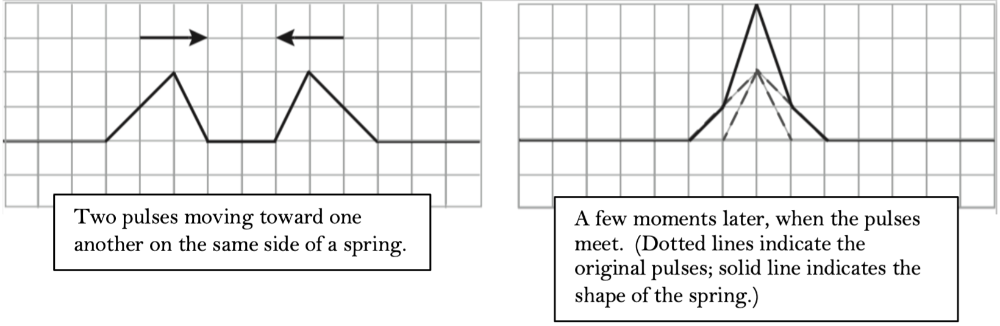 Two pulses moving toward one
another on the same side of a spring.
A few moments later, when the pulses
meet.  (Dotted lines indicate the
original pulses; solid line indicates the
shape of the spring.)